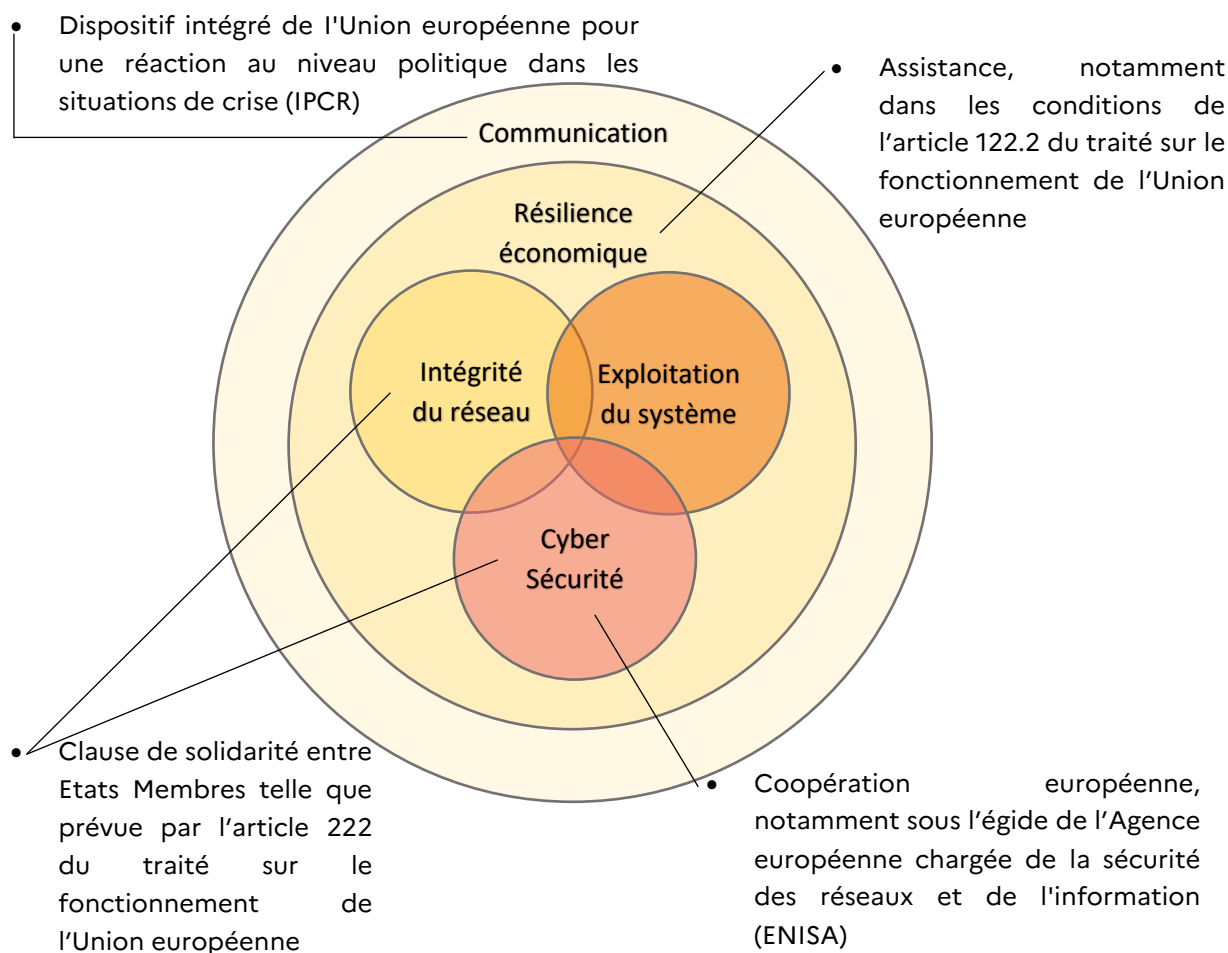 • Dispositif intégré de l'Union européenne pour
une réaction au niveau politique dans les
situations de crise (IPCR)
• Assistance, notamment
dans les conditions de
l’article 122.2 du traité sur le
fonctionnement de l’Union
européenne
Communication
Résilience
économique
Intégrité
du réseau
Exploitation
du système
Cyber
Sécurité
• Clause de solidarité entre
Etats Membres telle que
prévue par l’article 222
du traité sur le
fonctionnement de
l’Union européenne
• Coopération européenne,
notamment sous l’égide de l’Agence
européenne chargée de la sécurité
des réseaux et de l'information
(ENISA)